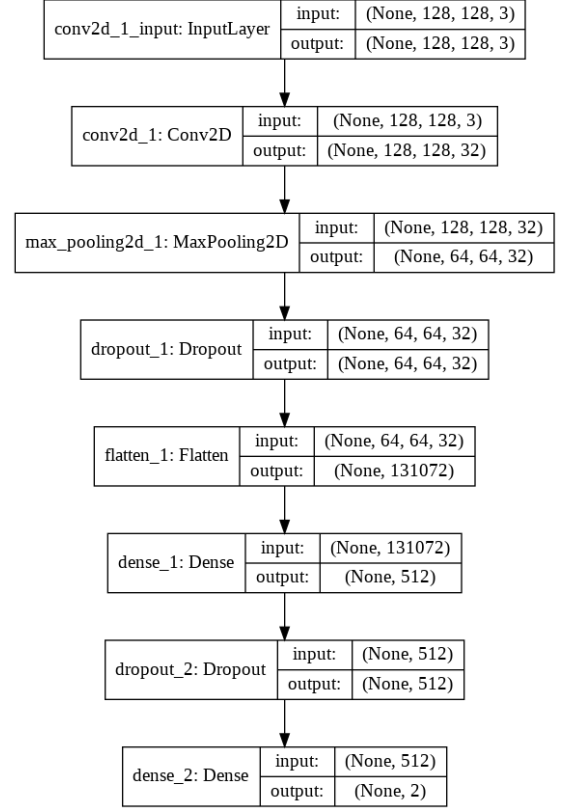 conv2d_1_input: InputLayer
input: (None, 128, 128, 3)
output: (None, 128, 128, 3)
conv2d_1: Conv2D
input: (None, 128, 128, 3)
output: (None, 128, 128, 32)
max_pooling2d_1: MaxPooling2D
input: (None, 128, 128, 32)
output: (None, 64, 64, 32)
dropout_1: Dropout
input: (None, 64, 64, 32)
output: (None, 64, 64, 32)
flatten_1: Flatten
input: (None, 64, 64, 32)
output: (None, 131072)
dense_1: Dense
input: (None, 131072)
output: (None, 512)
dropout_2: Dropout
input: (None, 512)
output: (None, 512)
dense_2: Dense
input: (None, 512)
output: (None, 2)